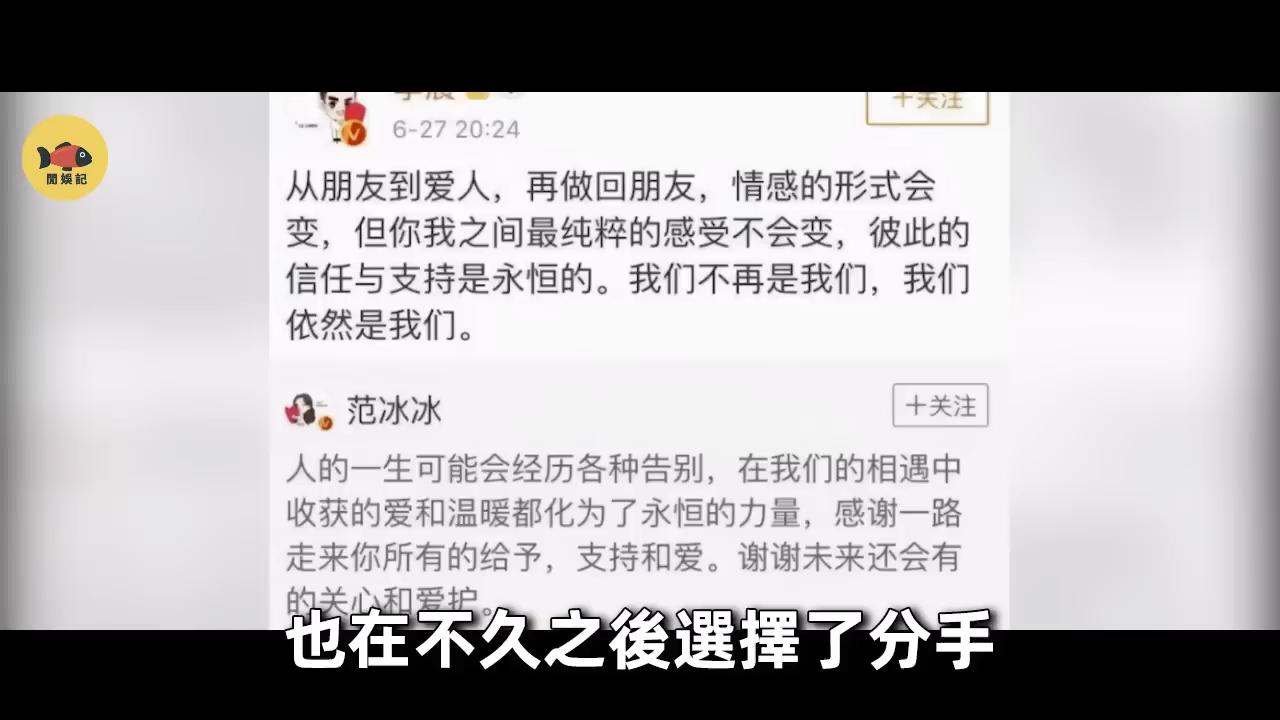 聞娛記
+关注
6-27 20:24
从朋友到爱人，再做回朋友，情感的形式会
变，但你我之间最纯粹的感受不会变，彼此的
信任与支持是永恒的。我们不再是我们，我们
依然是我们。
范冰冰
+关注
人的一生可能会经历各种告别，在我们的相遇中
收获的爱和温暖都化为了永恒的力量，感谢一路
走来你所有的给予，支持和爱。谢谢未来还会有
的关心和爱护。
也在不久之後選擇了分手